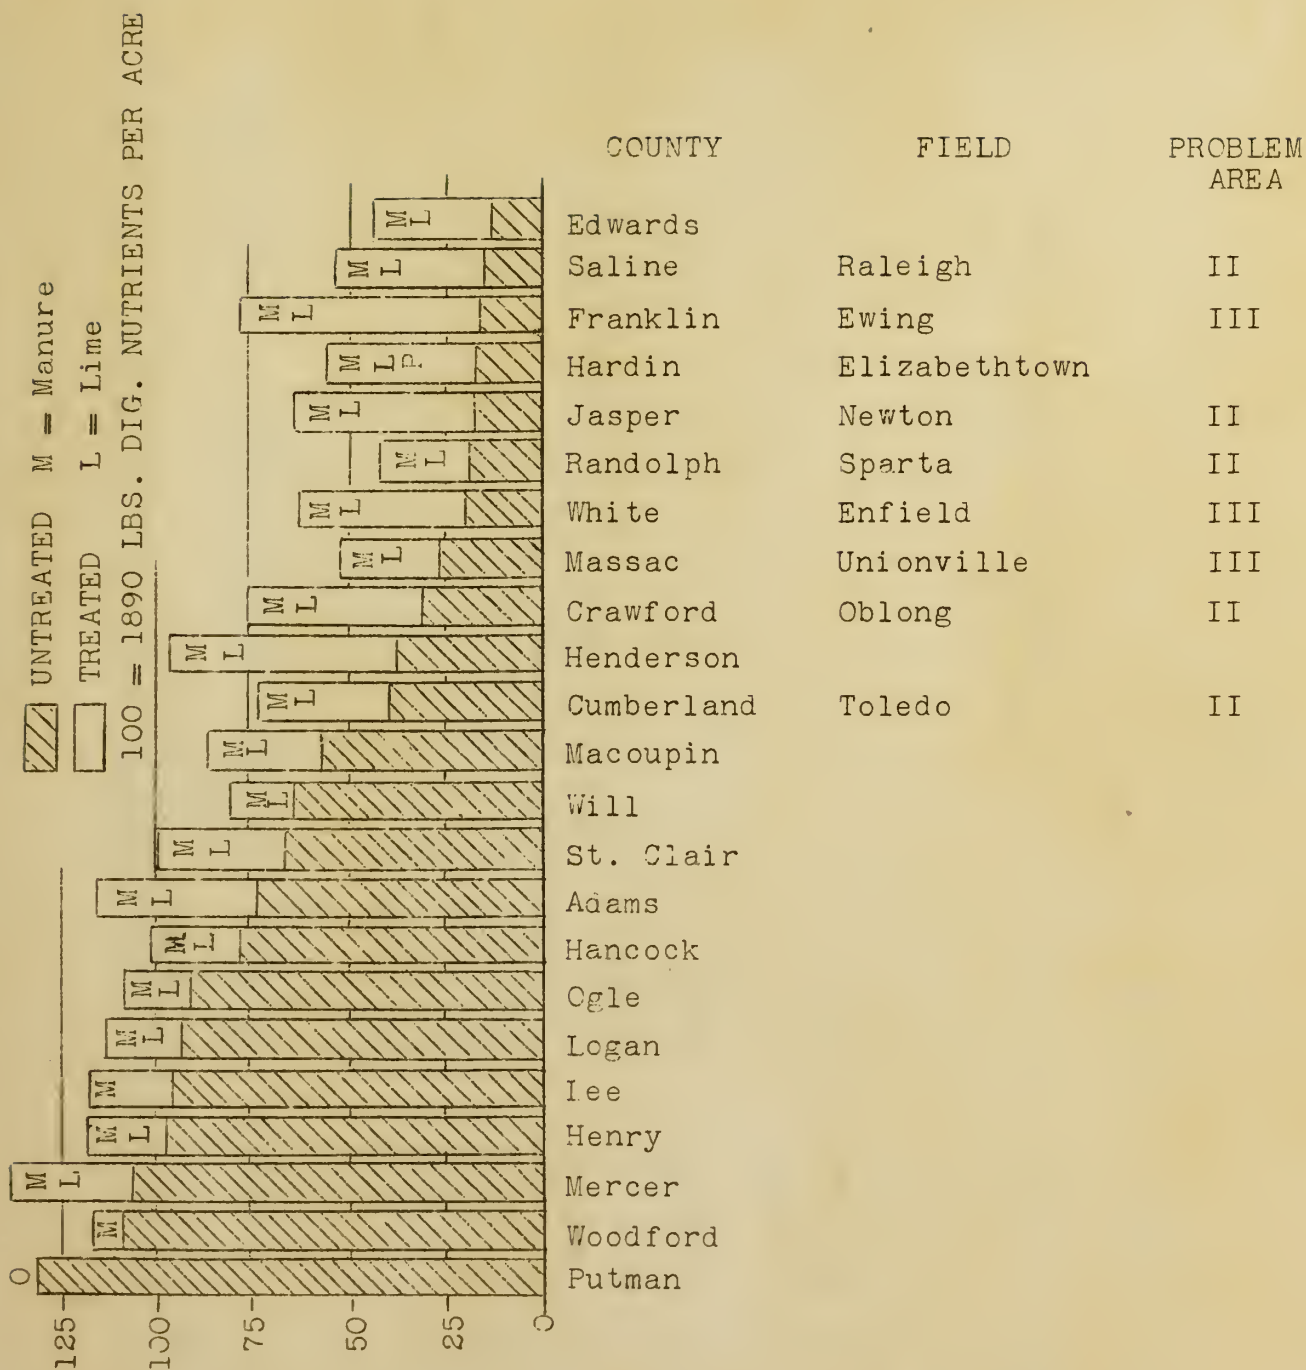 UNTREATED M = Manure
TREATED L = Lime
100 = 1890 LBS. DIG. NUTRIENTS PER ACRE
COUNTY FIELD PROBLEM
AREA
M L Edwards
M L Saline Raleigh II
M L Franklin Ewing III
M L P Hardin Elizabethtown
M L Jasper Newton II
M L Randolph Sparta II
M L White Enfield III
M L Massac Unionville III
M L Crawford Oblong II
M L Henderson
M L Cumberland Toledo II
M L Macoupin
M L Will
M L St. Clair
M L Adams
M L Hancock
M L Ogle
M L Logan
M Lee
M L Henry
M L Mercer
M Woodford
O Putman
125 100 75 50 25 0